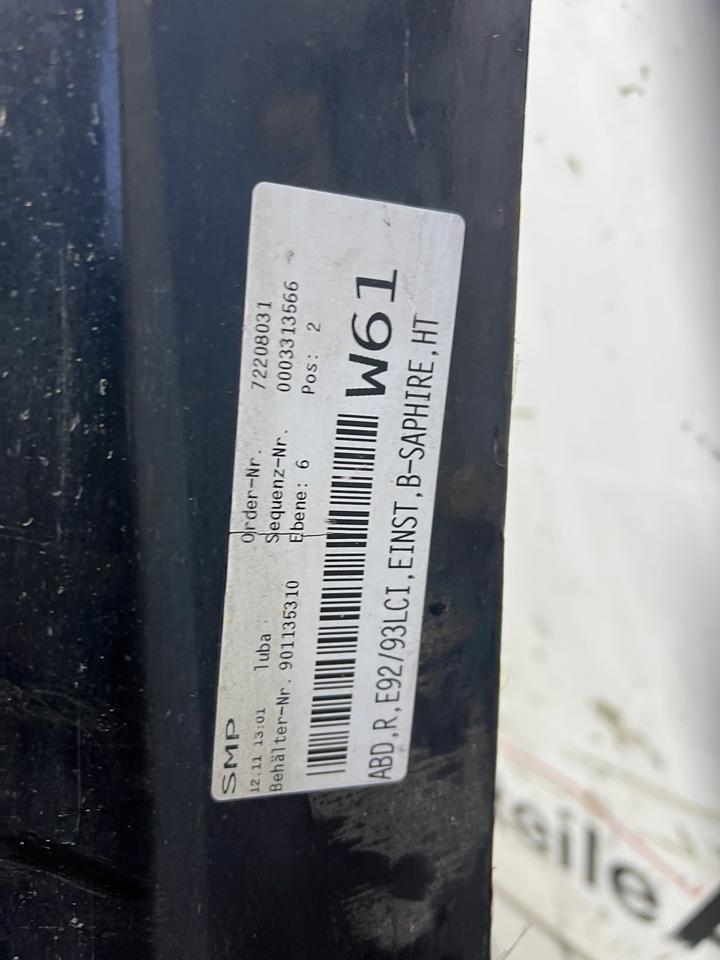 SMP
12.11 13:01 luba
Order-Nr. 72208031
Sequenz-Nr. 0003313566
Behälter-Nr. 901135310
Ebene: 6 Pos: 2
W61
ABD,R,E92/93LCI,EINST,B-SAPHIRE,HT
eile